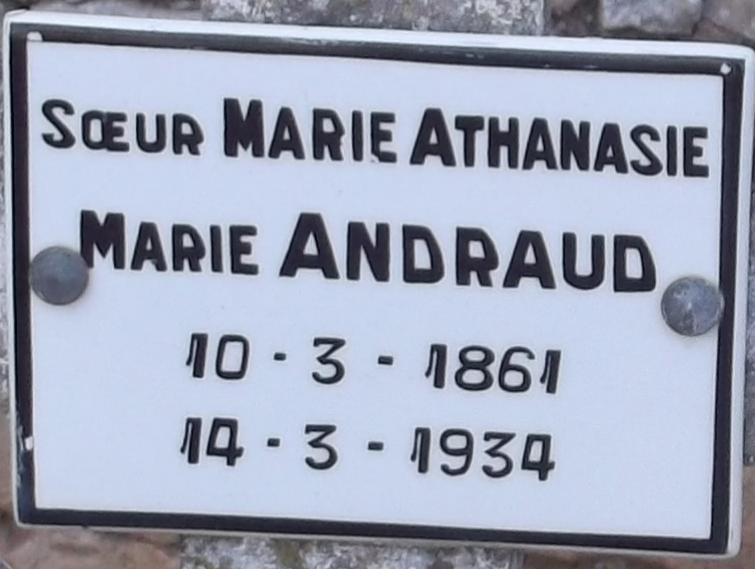 SŒUR MARIE ATHANASIE
MARIE ANDRAUD
10 - 3 - 1861
14 - 3 - 1934